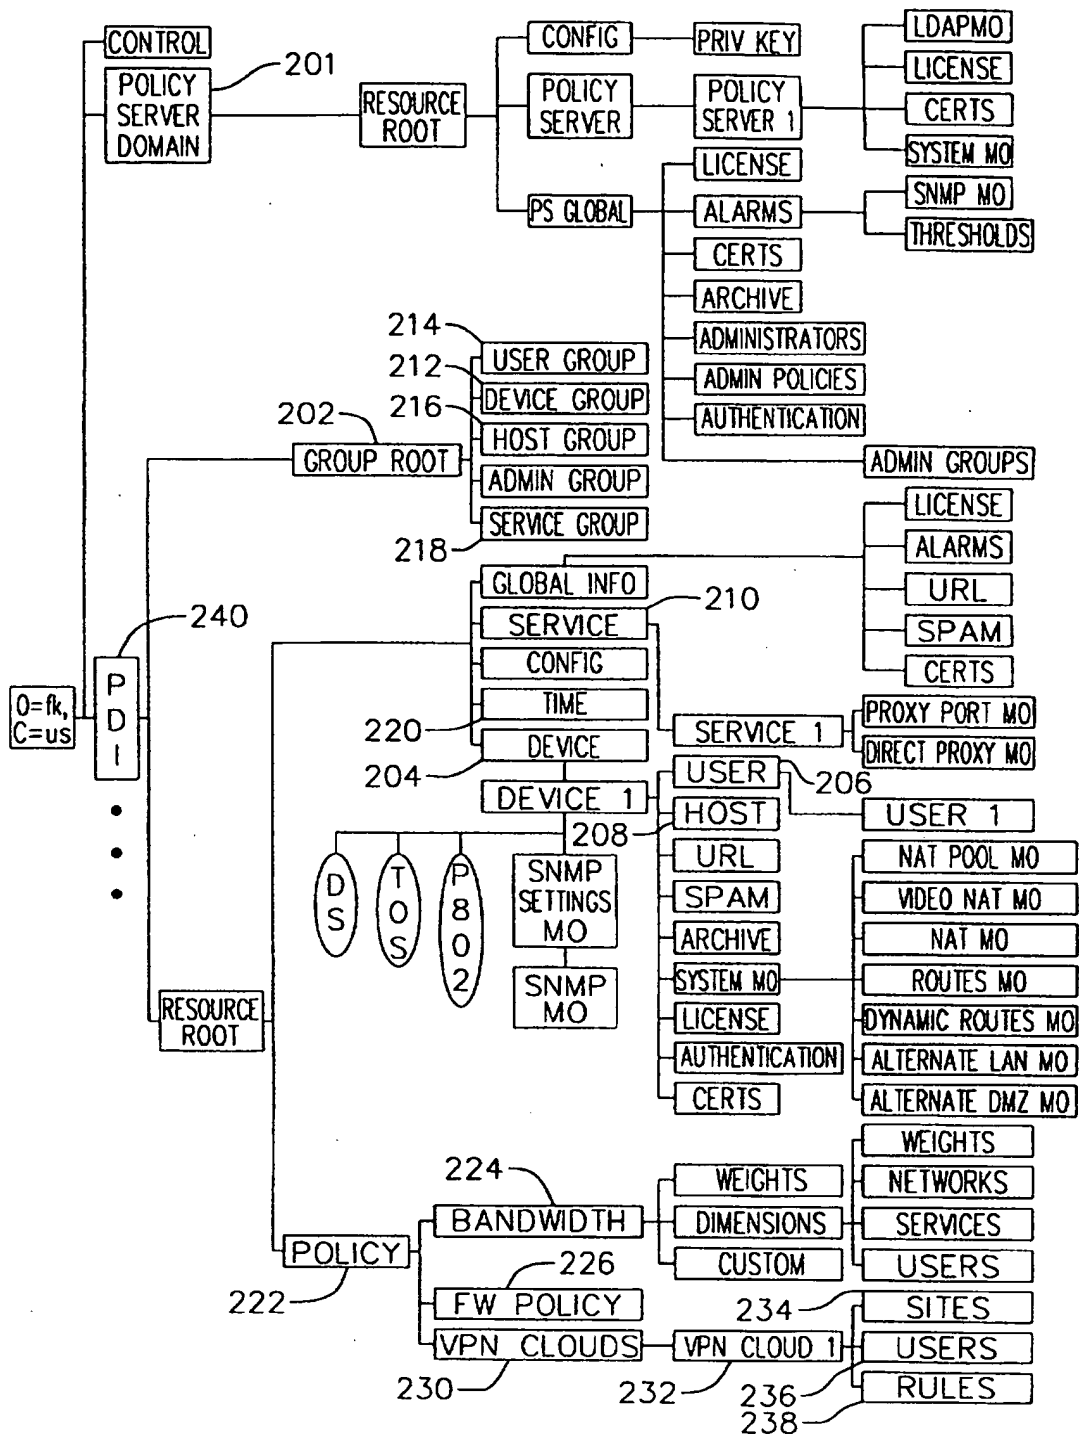 CONTROL
201
POLICY
SERVER
DOMAIN
RESOURCE
ROOT
CONFIG
PRIV KEY
POLICY
SERVER
POLICY
SERVER 1
LDAPMO
LICENSE
CERTS
SYSTEM MO
PS GLOBAL
LICENSE
ALARMS
SNMP MO
THRESHOLDS
CERTS
ARCHIVE
ADMINISTRATORS
ADMIN POLICIES
AUTHENTICATION
ADMIN GROUPS
202
GROUP ROOT
214
USER GROUP
212
DEVICE GROUP
216
HOST GROUP
ADMIN GROUP
SERVICE GROUP
218
GLOBAL INFO
LICENSE
ALARMS
URL
SPAM
CERTS
210
SERVICE
CONFIG
TIME
220
DEVICE
204
SERVICE 1
PROXY PORT MO
DIRECT PROXY MO
240
P
D
I
O=fk,
C=us
DEVICE 1
USER
206
USER 1
208
HOST
URL
SPAM
ARCHIVE
SYSTEM MO
LICENSE
AUTHENTICATION
CERTS
NAT POOL MO
VIDEO NAT MO
NAT MO
ROUTES MO
DYNAMIC ROUTES MO
ALTERNATE LAN MO
ALTERNATE DMZ MO
D
S
T
O
S
P
8
0
2
SNMP
SETTINGS
MO
SNMP
MO
RESOURCE
ROOT
POLICY
222
224
BANDWIDTH
WEIGHTS
DIMENSIONS
CUSTOM
WEIGHTS
NETWORKS
SERVICES
USERS
226
FW POLICY
VPN CLOUDS
230
VPN CLOUD 1
232
234
SITES
USERS
236
RULES
238